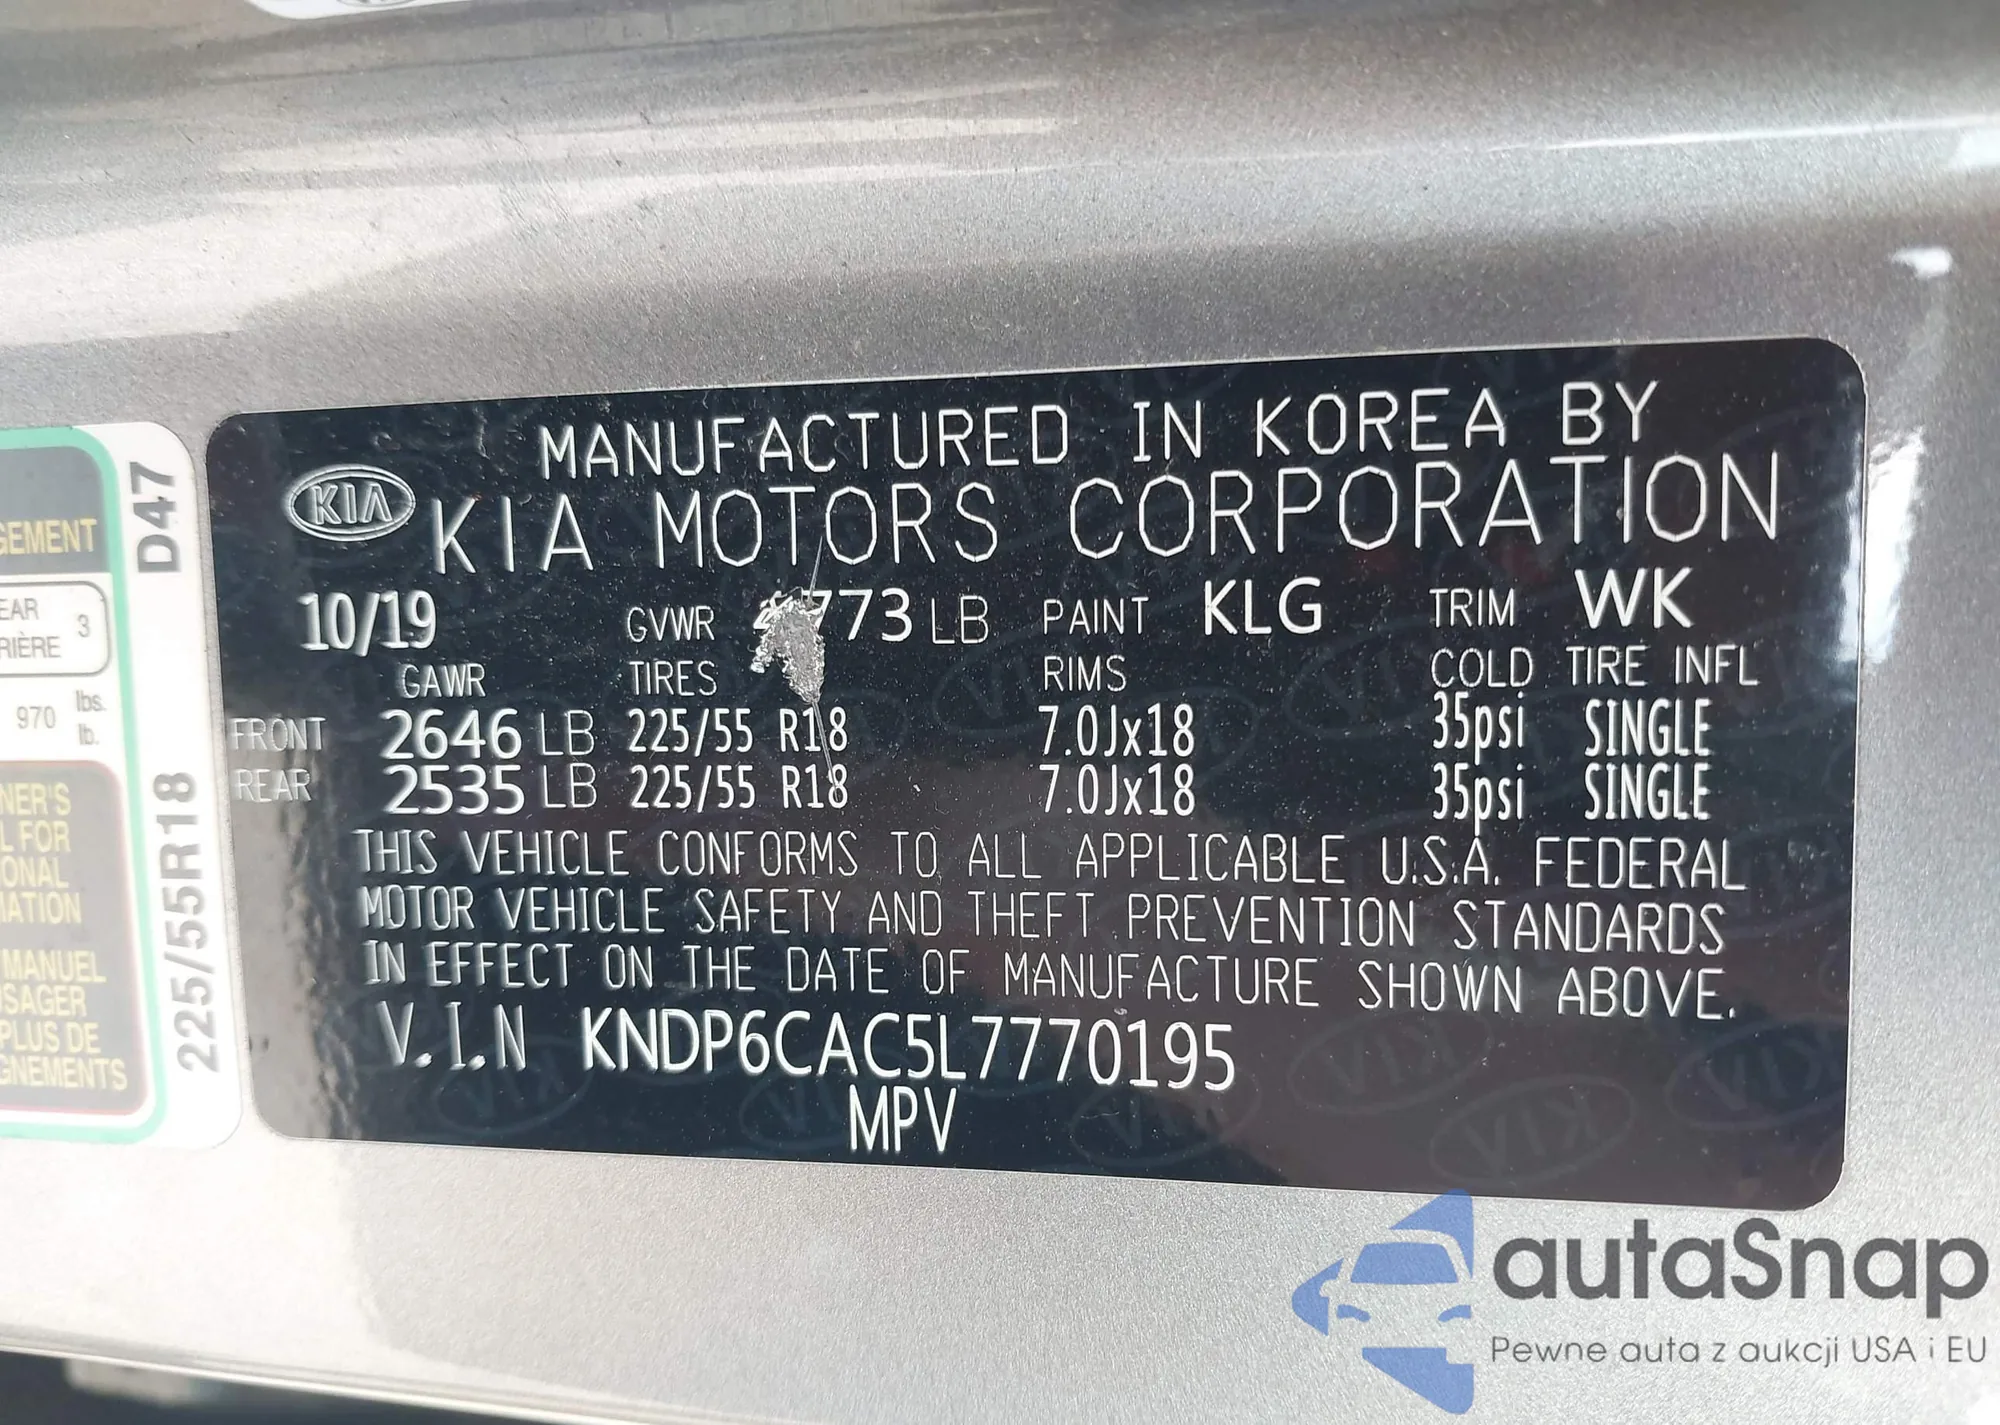 MANUFACTURED IN KOREA BY
KIA
KIA MOTORS CORPORATION
10/19 GVWR 773 LB PAINT KLG TRIM WK
GAWR TIRES RIMS COLD TIRE INFL
FRONT 2646 LB 225/55 R18 7.0Jx18 35psi SINGLE
REAR 2535 LB 225/55 R18 7.0Jx18 35psi SINGLE
THIS VEHICLE CONFORMS TO ALL APPLICABLE U.S.A. FEDERAL
MOTOR VEHICLE SAFETY AND THEFT PREVENTION STANDARDS
IN EFFECT ON THE DATE OF MANUFACTURE SHOWN ABOVE.
V.I.N KNDP6CAC5L7770195
MPV
D47
225/55R18
3
970 lbs.
lb.
MANUEL
PLUS DE
autaSnap
Pewne auta z aukcji USA i EU